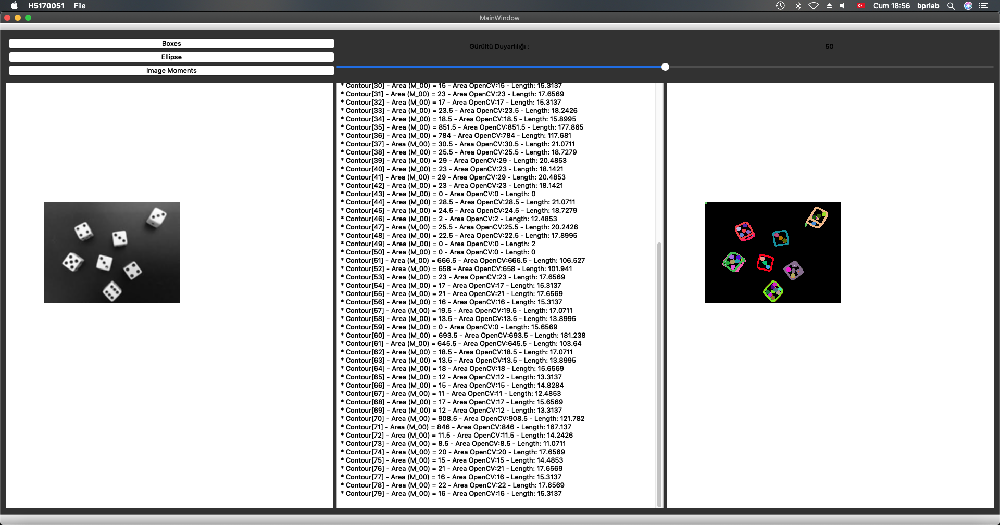 H5170051 File Cum 18:56 bprlab
MainWindow
Boxes
Ellipse
Image Moments
Gürültü Duyarlılığı :
50
* Contour[30] - Area (M_00) = 15 - Area OpenCV:15 - Length: 15.3137
* Contour[31] - Area (M_00) = 23 - Area OpenCV:23 - Length: 17.6569
* Contour[32] - Area (M_00) = 17 - Area OpenCV:17 - Length: 15.3137
* Contour[33] - Area (M_00) = 23.5 - Area OpenCV:23.5 - Length: 18.2426
* Contour[34] - Area (M_00) = 18.5 - Area OpenCV:18.5 - Length: 15.8995
* Contour[35] - Area (M_00) = 851.5 - Area OpenCV:851.5 - Length: 177.865
* Contour[36] - Area (M_00) = 784 - Area OpenCV:784 - Length: 117.681
* Contour[37] - Area (M_00) = 30.5 - Area OpenCV:30.5 - Length: 21.0711
* Contour[38] - Area (M_00) = 25.5 - Area OpenCV:25.5 - Length: 18.7279
* Contour[39] - Area (M_00) = 29 - Area OpenCV:29 - Length: 20.4853
* Contour[40] - Area (M_00) = 23 - Area OpenCV:23 - Length: 18.1421
* Contour[41] - Area (M_00) = 29 - Area OpenCV:29 - Length: 20.4853
* Contour[42] - Area (M_00) = 23 - Area OpenCV:23 - Length: 18.1421
* Contour[43] - Area (M_00) = 0 - Area OpenCV:0 - Length: 0
* Contour[44] - Area (M_00) = 28.5 - Area OpenCV:28.5 - Length: 21.0711
* Contour[45] - Area (M_00) = 24.5 - Area OpenCV:24.5 - Length: 18.7279
* Contour[46] - Area (M_00) = 2 - Area OpenCV:2 - Length: 12.4853
* Contour[47] - Area (M_00) = 25.5 - Area OpenCV:25.5 - Length: 20.2426
* Contour[48] - Area (M_00) = 22.5 - Area OpenCV:22.5 - Length: 17.8995
* Contour[49] - Area (M_00) = 0 - Area OpenCV:0 - Length: 2
* Contour[50] - Area (M_00) = 0 - Area OpenCV:0 - Length: 0
* Contour[51] - Area (M_00) = 666.5 - Area OpenCV:666.5 - Length: 106.527
* Contour[52] - Area (M_00) = 658 - Area OpenCV:658 - Length: 101.941
* Contour[53] - Area (M_00) = 23 - Area OpenCV:23 - Length: 17.6569
* Contour[54] - Area (M_00) = 17 - Area OpenCV:17 - Length: 15.3137
* Contour[55] - Area (M_00) = 21 - Area OpenCV:21 - Length: 17.6569
* Contour[56] - Area (M_00) = 16 - Area OpenCV:16 - Length: 15.3137
* Contour[57] - Area (M_00) = 19.5 - Area OpenCV:19.5 - Length: 17.0711
* Contour[58] - Area (M_00) = 13.5 - Area OpenCV:13.5 - Length: 13.8995
* Contour[59] - Area (M_00) = 0 - Area OpenCV:0 - Length: 15.6569
* Contour[60] - Area (M_00) = 693.5 - Area OpenCV:693.5 - Length: 181.238
* Contour[61] - Area (M_00) = 645.5 - Area OpenCV:645.5 - Length: 103.64
* Contour[62] - Area (M_00) = 18.5 - Area OpenCV:18.5 - Length: 17.0711
* Contour[63] - Area (M_00) = 13.5 - Area OpenCV:13.5 - Length: 13.8995
* Contour[64] - Area (M_00) = 18 - Area OpenCV:18 - Length: 15.6569
* Contour[65] - Area (M_00) = 12 - Area OpenCV:12 - Length: 13.3137
* Contour[66] - Area (M_00) = 15 - Area OpenCV:15 - Length: 14.8284
* Contour[67] - Area (M_00) = 11 - Area OpenCV:11 - Length: 12.4853
* Contour[68] - Area (M_00) = 17 - Area OpenCV:17 - Length: 15.6569
* Contour[69] - Area (M_00) = 12 - Area OpenCV:12 - Length: 13.3137
* Contour[70] - Area (M_00) = 908.5 - Area OpenCV:908.5 - Length: 121.782
* Contour[71] - Area (M_00) = 846 - Area OpenCV:846 - Length: 167.137
* Contour[72] - Area (M_00) = 11.5 - Area OpenCV:11.5 - Length: 14.2426
* Contour[73] - Area (M_00) = 8.5 - Area OpenCV:8.5 - Length: 11.0711
* Contour[74] - Area (M_00) = 20 - Area OpenCV:20 - Length: 17.6569
* Contour[75] - Area (M_00) = 15 - Area OpenCV:15 - Length: 14.4853
* Contour[76] - Area (M_00) = 21 - Area OpenCV:21 - Length: 17.6569
* Contour[77] - Area (M_00) = 16 - Area OpenCV:16 - Length: 15.3137
* Contour[78] - Area (M_00) = 22 - Area OpenCV:22 - Length: 17.6569
* Contour[79] - Area (M_00) = 16 - Area OpenCV:16 - Length: 15.3137